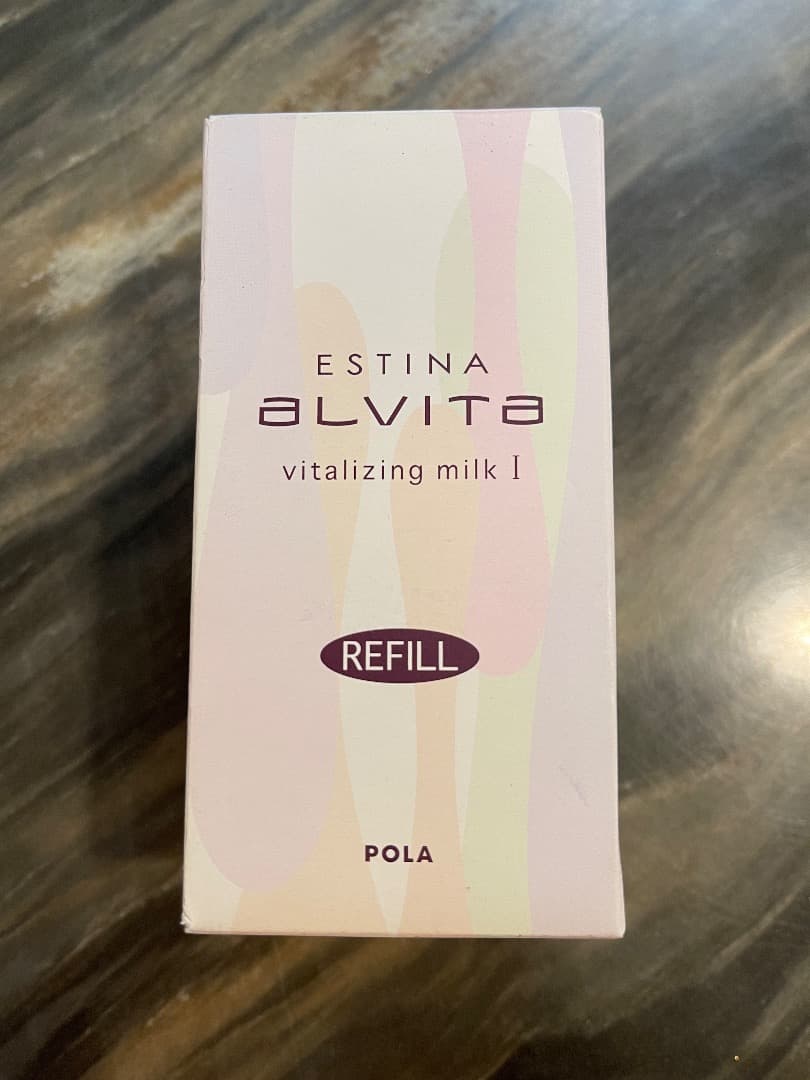 ESTINA
ALVITA
vitalizing milk I
REFILL
POLA